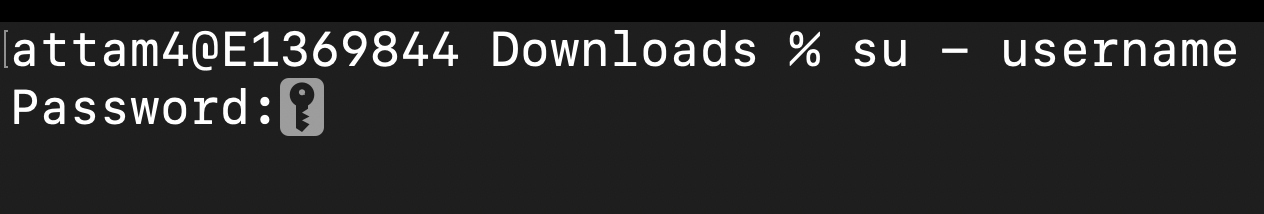 attam4@E1369844 Downloads % su - username
Password: